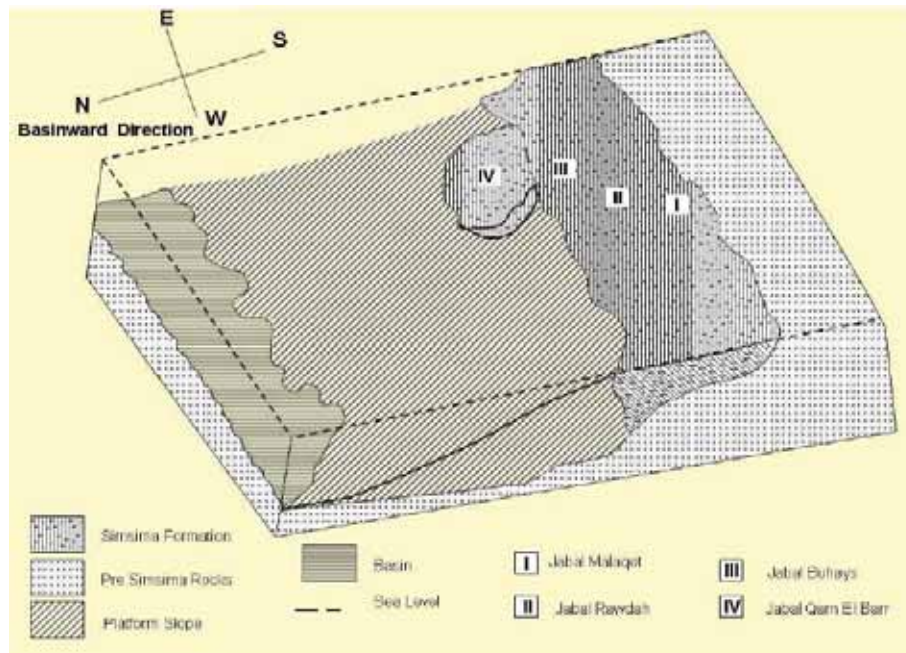 E
S
N
W
Basinward Direction
IV
III
II
I
Simsima Formation
Pre Simsima Rocks
Platform Slope
Basin
Sea Level
I Jabal Malaqet
II Jabal Rawdah
III Jabal Buhays
IV Jabal Qarn El Barr